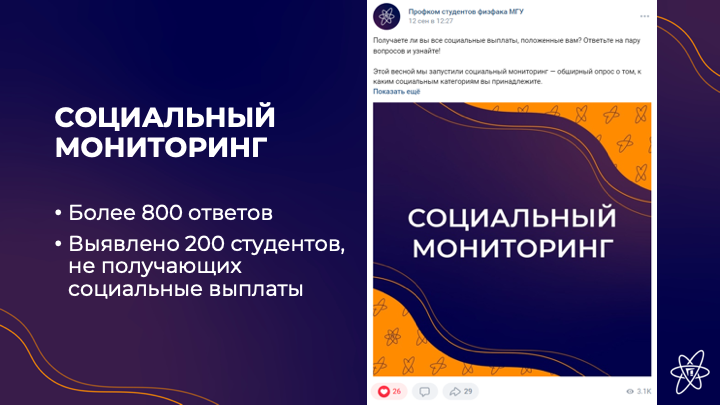 СОЦИАЛЬНЫЙ
МОНИТОРИНГ
• Более 800 ответов
• Выявлено 200 студентов,
не получающих
социальные выплаты
Профком студентов физфака МГУ
12 сен в 12:27
Получаете ли вы все социальные выплаты, положенные вам? Ответьте на пару
вопросов и узнайте!
Этой весной мы запустили социальный мониторинг — обширный опрос о том, к
каким социальным категориям вы принадлежите.
Показать ещё
СОЦИАЛЬНЫЙ
МОНИТОРИНГ
26
29
3.1K